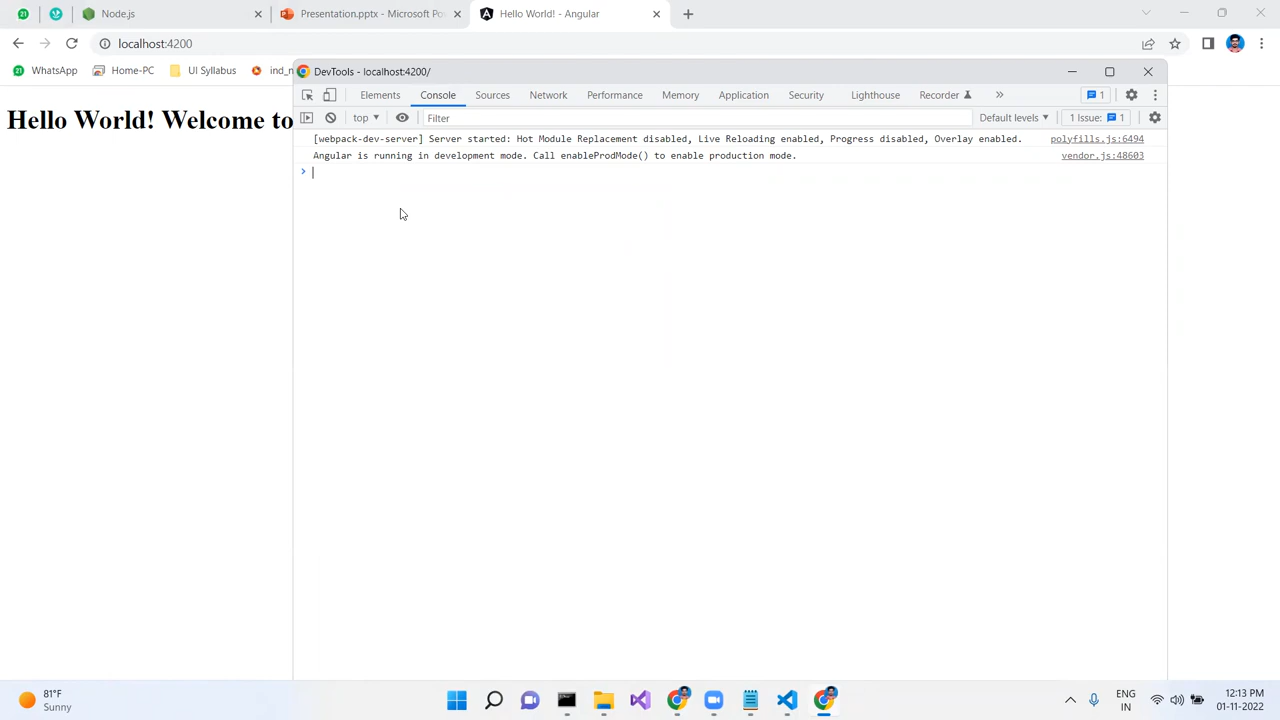 Node.js
Presentation.pptx - Microsoft Po
Hello World! - Angular
localhost:4200
WhatsApp
Home-PC
UI Syllabus
ind_n
DevTools - localhost:4200/
Elements
Console
Sources
Network
Performance
Memory
Application
Security
Lighthouse
Recorder
1
top
Filter
Default levels
1 Issue:
1
Hello World! Welcome to
[webpack-dev-server] Server started: Hot Module Replacement disabled, Live Reloading enabled, Progress disabled, Overlay enabled.
polyfills.js:6494
Angular is running in development mode. Call enableProdMode() to enable production mode.
vendor.js:48603
81°F
Sunny
ENG
IN
12:13 PM
01-11-2022